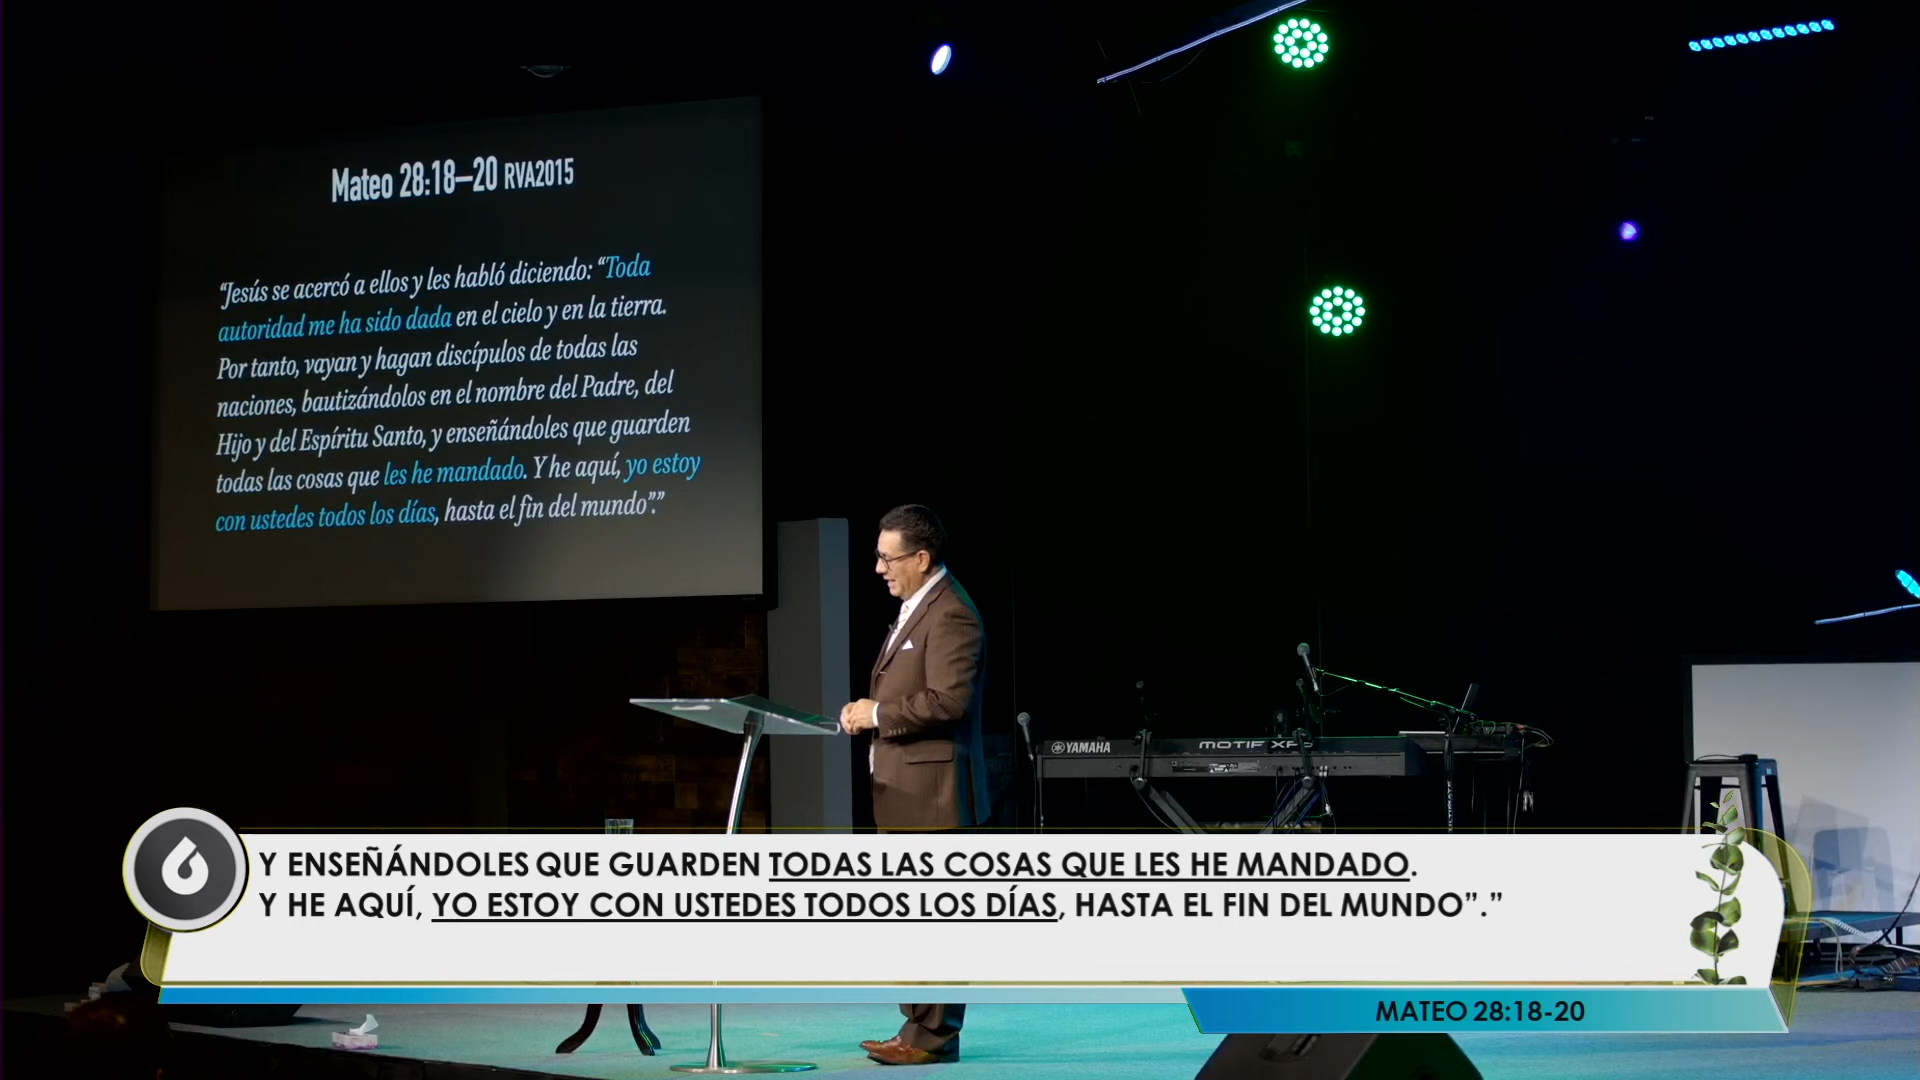 Mateo 28:18–20 RVA2015
“Jesús se acercó a ellos y les habló diciendo: “Toda
autoridad me ha sido dada en el cielo y en la tierra.
Por tanto, vayan y hagan discípulos de todas las
naciones, bautizándolos en el nombre del Padre, del
Hijo y del Espíritu Santo, y enseñándoles que guarden
todas las cosas que les he mandado. Y he aquí, yo estoy
con ustedes todos los días, hasta el fin del mundo”.”
YAMAHA
MOTIF
ULTIMATE
Y ENSEÑÁNDOLES QUE GUARDEN TODAS LAS COSAS QUE LES HE MANDADO.
Y HE AQUÍ, YO ESTOY CON USTEDES TODOS LOS DÍAS, HASTA EL FIN DEL MUNDO”.”
MATEO 28:18-20